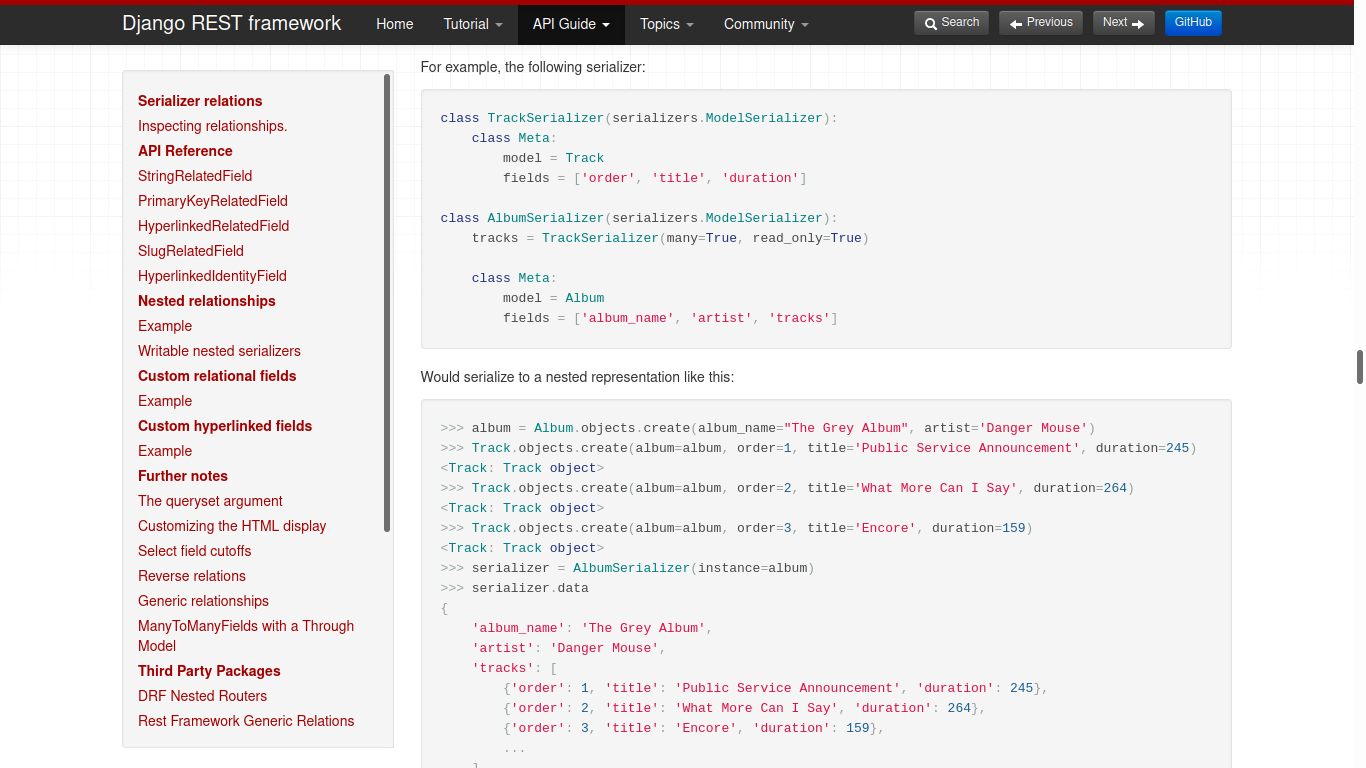 Django REST framework Home Tutorial API Guide Topics Community Search Previous Next GitHub
Serializer relations
Inspecting relationships.
API Reference
StringRelatedField
PrimaryKeyRelatedField
HyperlinkedRelatedField
SlugRelatedField
HyperlinkedIdentityField
Nested relationships
Example
Writable nested serializers
Custom relational fields
Example
Custom hyperlinked fields
Example
Further notes
The queryset argument
Customizing the HTML display
Select field cutoffs
Reverse relations
Generic relationships
ManyToManyFields with a Through
Model
Third Party Packages
DRF Nested Routers
Rest Framework Generic Relations
For example, the following serializer:
class TrackSerializer(serializers.ModelSerializer):
    class Meta:
        model = Track
        fields = ['order', 'title', 'duration']

class AlbumSerializer(serializers.ModelSerializer):
    tracks = TrackSerializer(many=True, read_only=True)

    class Meta:
        model = Album
        fields = ['album_name', 'artist', 'tracks']
Would serialize to a nested representation like this:
>>> album = Album.objects.create(album_name="The Grey Album", artist='Danger Mouse')
>>> Track.objects.create(album=album, order=1, title='Public Service Announcement', duration=245)
<Track: Track object>
>>> Track.objects.create(album=album, order=2, title='What More Can I Say', duration=264)
<Track: Track object>
>>> Track.objects.create(album=album, order=3, title='Encore', duration=159)
<Track: Track object>
>>> serializer = AlbumSerializer(instance=album)
>>> serializer.data
{
    'album_name': 'The Grey Album',
    'artist': 'Danger Mouse',
    'tracks': [
        {'order': 1, 'title': 'Public Service Announcement', 'duration': 245},
        {'order': 2, 'title': 'What More Can I Say', 'duration': 264},
        {'order': 3, 'title': 'Encore', 'duration': 159},
        ...
    ]